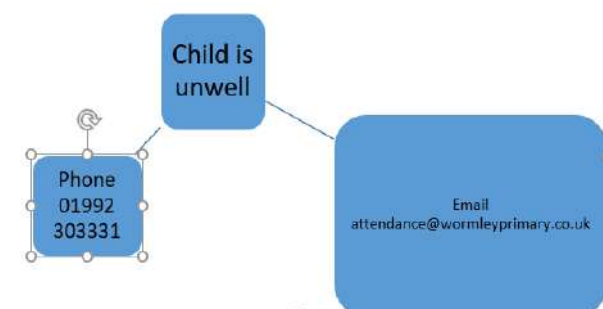 Child is
unwell
Phone
01992
303331
Email
attendance@wormleyprimary.co.uk